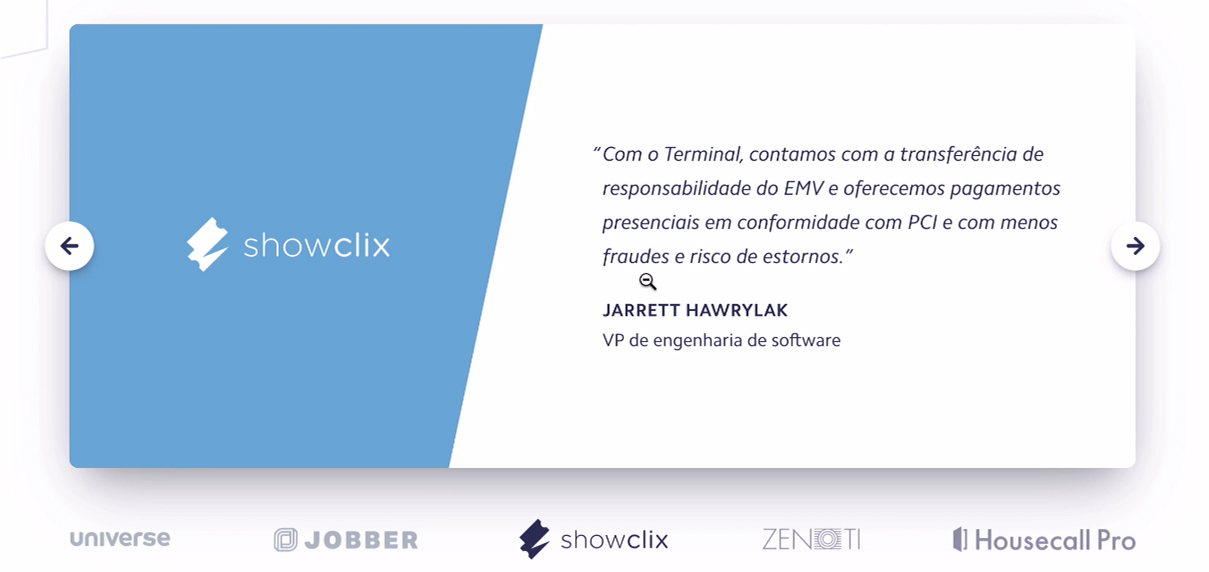 showclix
“Com o Terminal, contamos com a transferência de
responsabilidade do EMV e oferecemos pagamentos
presenciais em conformidade com PCI e com menos
fraudes e risco de estornos.”
JARRETT HAWRYLAK
VP de engenharia de software
universe
JOBBER
showclix
ZENOTI
Housecall Pro